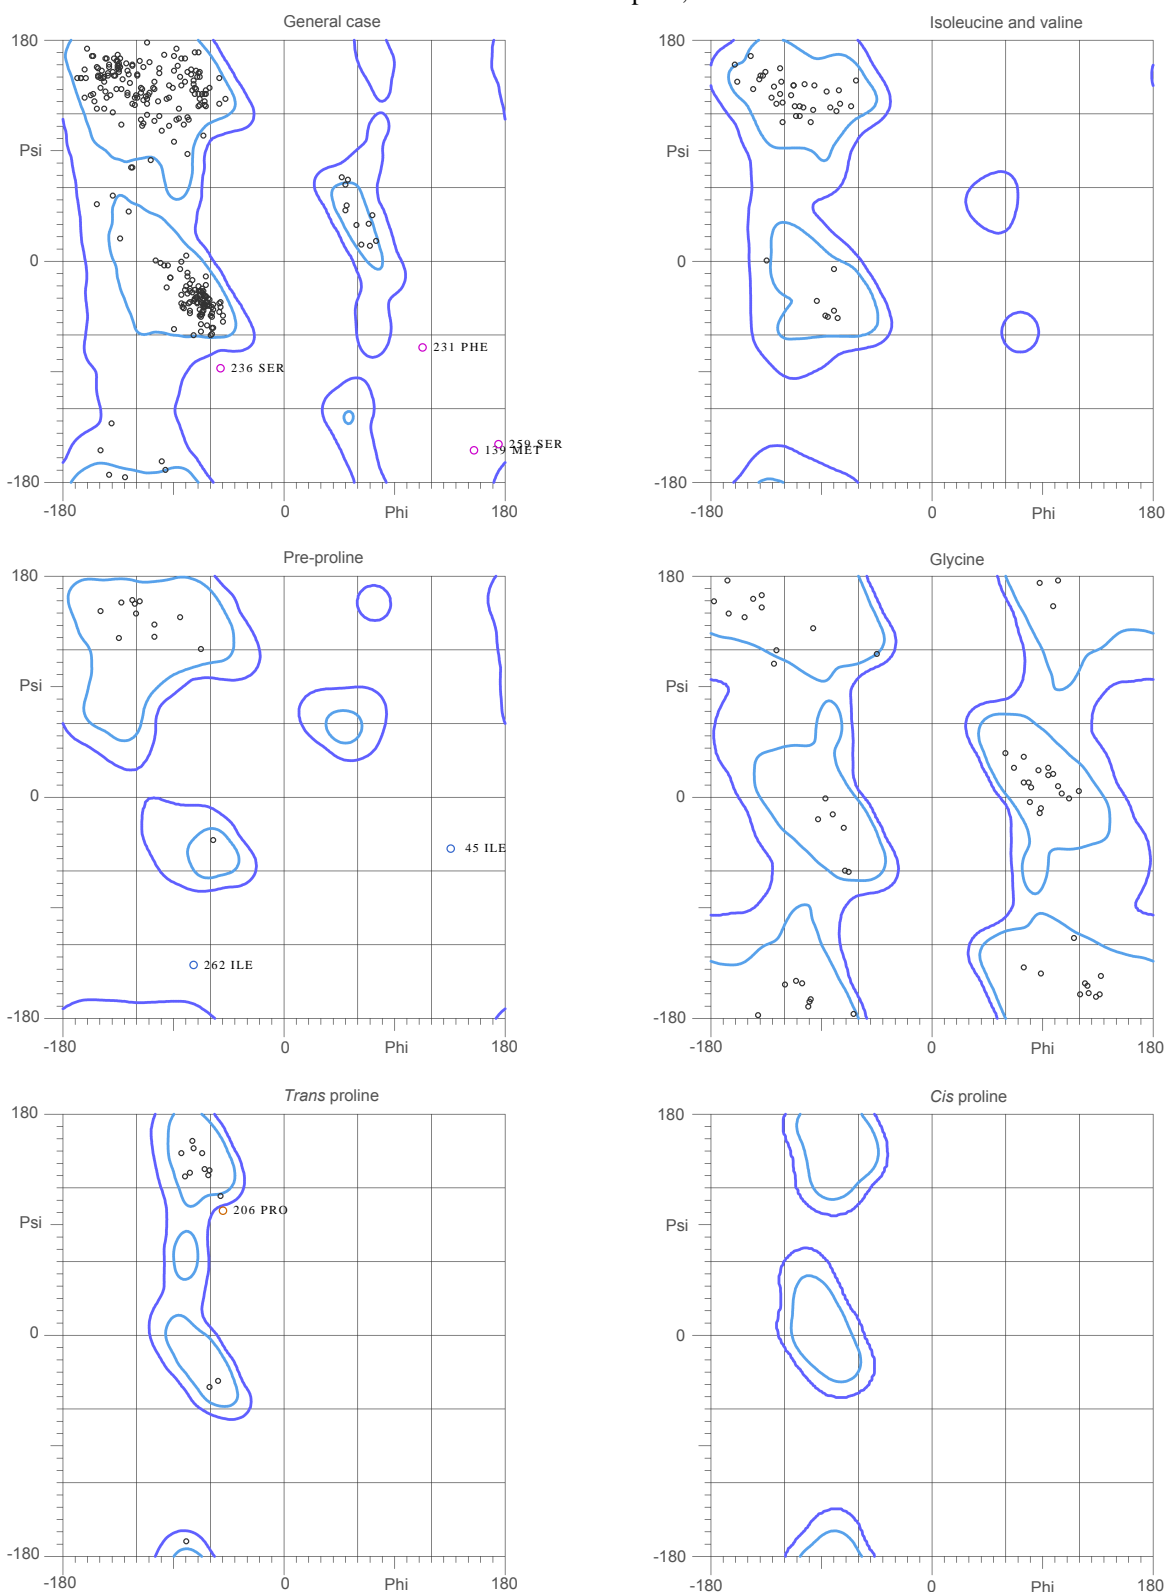 General case
Isoleucine and valine
180
180
Psi
Psi
0
0
231 PHE
236 SER
259 SER
139 MET
-180
-180
-180
0
Phi
180
-180
0
Phi
180
Pre-proline
Glycine
180
180
Psi
Psi
0
0
45 ILE
262 ILE
-180
-180
-180
0
Phi
180
-180
0
Phi
180
Trans proline
Cis proline
180
180
206 PRO
Psi
Psi
0
0
-180
-180
-180
0
Phi
180
-180
0
Phi
180